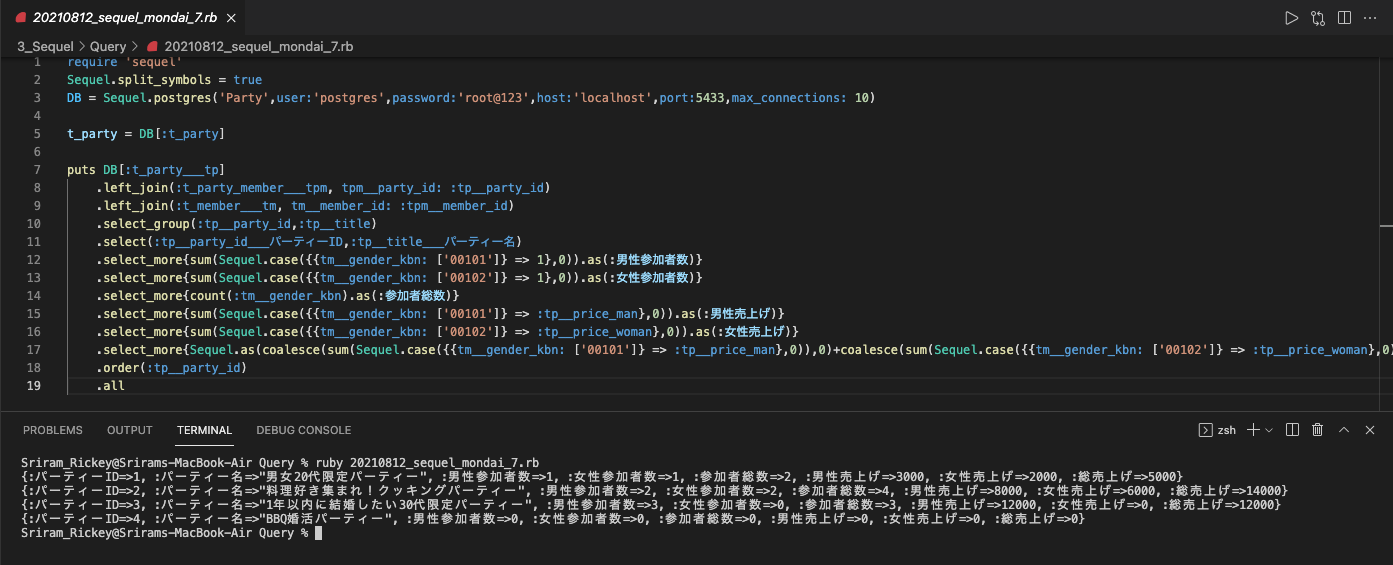 20210812_sequel_mondai_7.rb
3_Sequel > Query > 20210812_sequel_mondai_7.rb
1 require 'sequel'
2 Sequel.split_symbols = true
3 DB = Sequel.postgres('Party',user:'postgres',password:'root@123',host:'localhost',port:5433,max_connections: 10)
4
5 t_party = DB[:t_party]
6
7 puts DB[:t_party___tp]
8 .left_join(:t_party_member___tpm, tpm__party_id: :tp__party_id)
9 .left_join(:t_member___tm, tm__member_id: :tpm__member_id)
10 .select_group(:tp__party_id,:tp__title)
11 .select(:tp__party_id___パーティーID,:tp__title___パーティー名)
12 .select_more{sum(Sequel.case({{tm__gender_kbn: ['00101']} => 1},0)).as(:男性参加者数)}
13 .select_more{sum(Sequel.case({{tm__gender_kbn: ['00102']} => 1},0)).as(:女性参加者数)}
14 .select_more{count(:tm__gender_kbn).as(:参加者総数)}
15 .select_more{sum(Sequel.case({{tm__gender_kbn: ['00101']} => :tp__price_man},0)).as(:男性売上げ)}
16 .select_more{sum(Sequel.case({{tm__gender_kbn: ['00102']} => :tp__price_woman},0)).as(:女性売上げ)}
17 .select_more{Sequel.as(coalesce(sum(Sequel.case({{tm__gender_kbn: ['00101']} => :tp__price_man},0)),0)+coalesce(sum(Sequel.case({{tm__gender_kbn: ['00102']} => :tp__price_woman},0)
18 .order(:tp__party_id)
19 .all
PROBLEMS OUTPUT TERMINAL DEBUG CONSOLE zsh
Sriram_Rickey@Srirams-MacBook-Air Query % ruby 20210812_sequel_mondai_7.rb
{:パーティーID=>1, :パーティー名=>"男女20代限定パーティー", :男性参加者数=>1, :女性参加者数=>1, :参加者総数=>2, :男性売上げ=>3000, :女性売上げ=>2000, :総売上げ=>5000}
{:パーティーID=>2, :パーティー名=>"料理好き集まれ！クッキングパーティー", :男性参加者数=>2, :女性参加者数=>2, :参加者総数=>4, :男性売上げ=>8000, :女性売上げ=>6000, :総売上げ=>14000}
{:パーティーID=>3, :パーティー名=>"1年以内に結婚したい30代限定パーティー", :男性参加者数=>3, :女性参加者数=>0, :参加者総数=>3, :男性売上げ=>12000, :女性売上げ=>0, :総売上げ=>12000}
{:パーティーID=>4, :パーティー名=>"BBQ婚活パーティー", :男性参加者数=>0, :女性参加者数=>0, :参加者総数=>0, :男性売上げ=>0, :女性売上げ=>0, :総売上げ=>0}
Sriram_Rickey@Srirams-MacBook-Air Query %